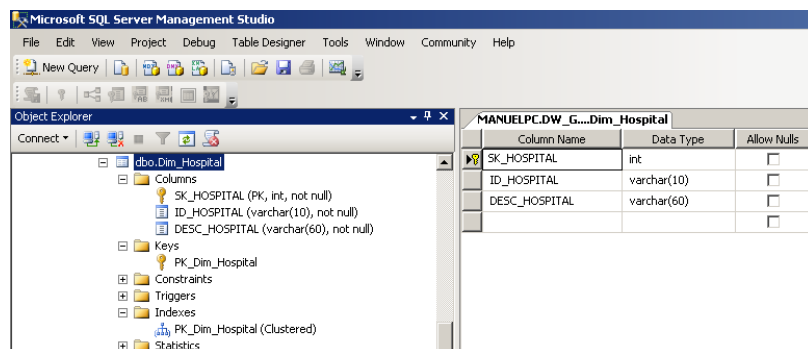 Microsoft SQL Server Management Studio
File Edit View Project Debug Table Designer Tools Window Community Help
New Query
Object Explorer
Connect
dbo.Dim_Hospital
Columns
SK_HOSPITAL (PK, int, not null)
ID_HOSPITAL (varchar(10), not null)
DESC_HOSPITAL (varchar(60), not null)
Keys
PK_Dim_Hospital
Constraints
Triggers
Indexes
PK_Dim_Hospital (Clustered)
Statistics
MANUELPC.DW_G....Dim_Hospital
Column Name Data Type Allow Nulls
SK_HOSPITAL int
ID_HOSPITAL varchar(10)
DESC_HOSPITAL varchar(60)